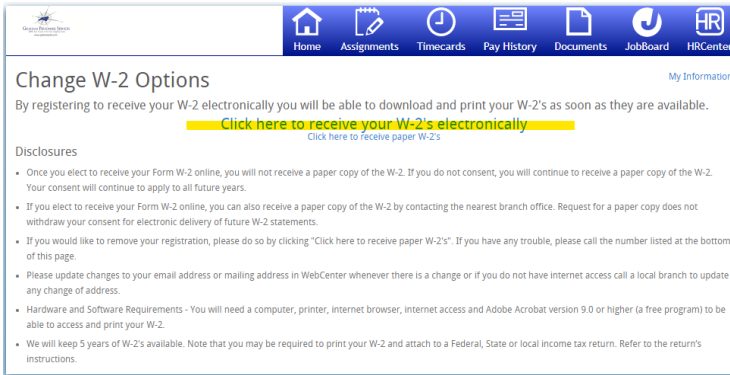 Home Assignments Timecards Pay History Documents JobBoard HRCenter
Change W-2 Options
My Information
By registering to receive your W-2 electronically you will be able to download and print your W-2's as soon as they are available.
Click here to receive your W-2's electronically
Click here to receive paper W-2's
Disclosures
• Once you elect to receive your Form W-2 online, you will not receive a paper copy of the W-2. If you do not consent, you will continue to receive a paper copy of the W-2.
Your consent will continue to apply to all future years.
• If you elect to receive your Form W-2 online, you can also receive a paper copy of the W-2 by contacting the nearest branch office. Request for a paper copy does not
withdraw your consent for electronic delivery of future W-2 statements.
• If you would like to remove your registration, please do so by clicking "Click here to receive paper W-2's". If you have any trouble, please call the number listed at the bottom
of this page.
• Please update changes to your email address or mailing address in WebCenter whenever there is a change or if you do not have internet access call a local branch to update
any change of address.
• Hardware and Software Requirements - You will need a computer, printer, internet browser, internet access and Adobe Acrobat version 9.0 or higher (a free program) to be
able to access and print your W-2.
• We will keep 5 years of W-2's available. Note that you may be required to print your W-2 and attach to a Federal, State or local income tax return. Refer to the return's
instructions.